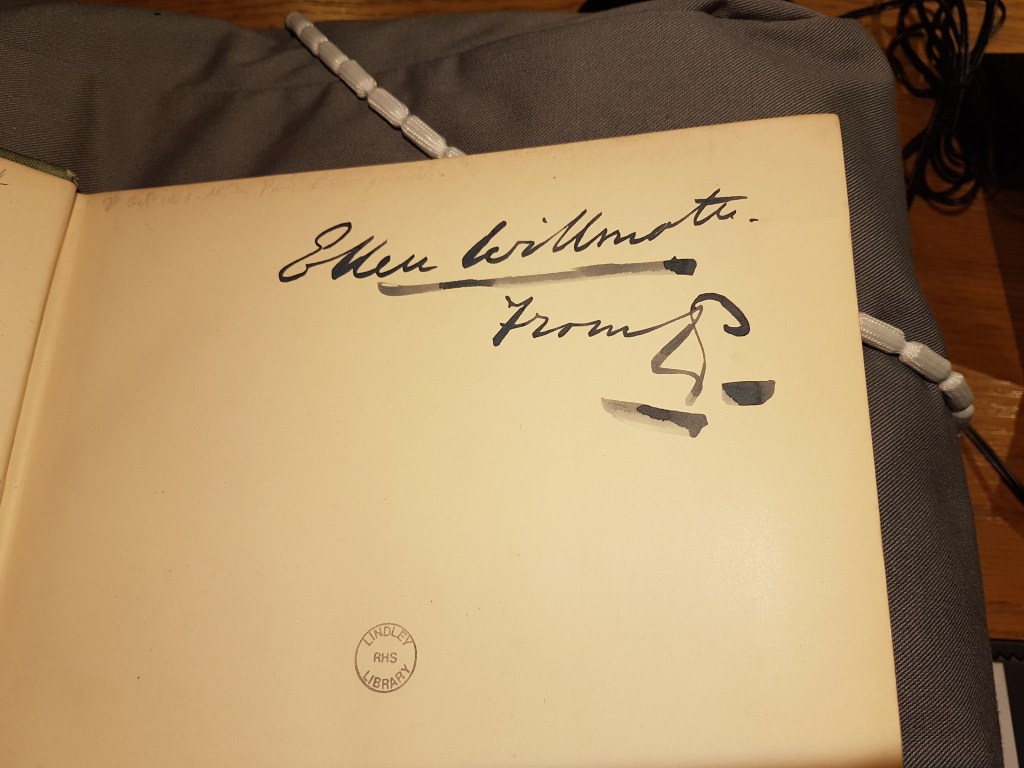 Ellen Willmott.
From
LINDLEY
RHS
LIBRARY